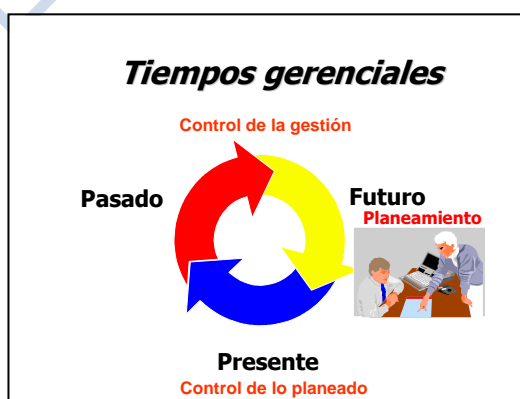 Tiempos gerenciales
Control de la gestión
Pasado
Futuro
Planeamiento
Presente
Control de lo planeado